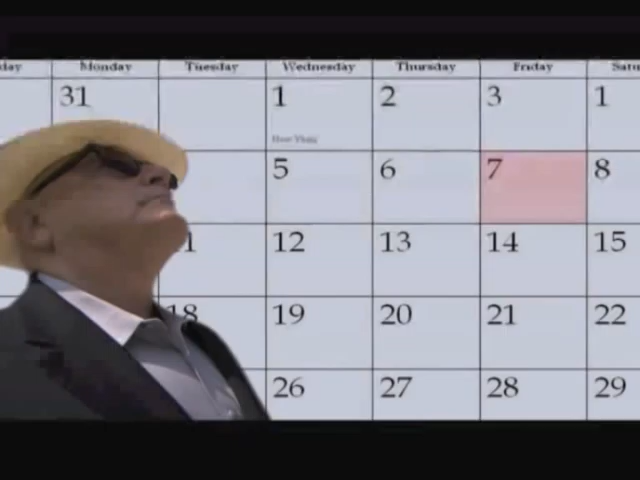 day Monday Tuesday Wednesday Thursday Friday Satu
31 1 2 3 1
5 6 7 8
1 12 13 14 15
18 19 20 21 22
26 27 28 29